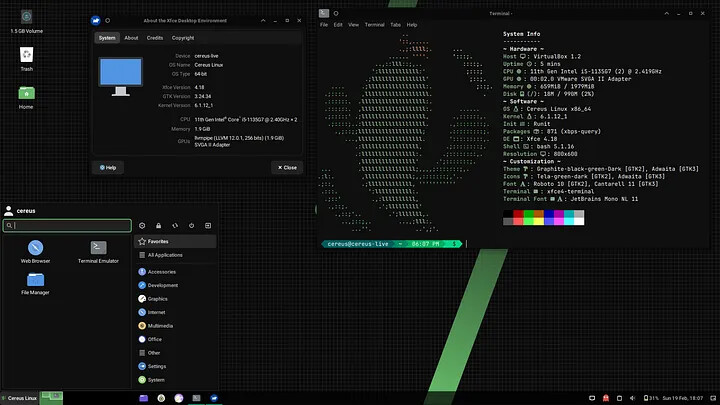 1.5 GB Volume
Trash
Home
About the Xfce Desktop Environment
System About Credits Copyright
Device cereus-live
OS Name Cereus Linux
OS Type 64-bit
Xfce Version 4.18
GTK Version 3.24.34
Kernel Version 6.1.12_1
CPU 11th Gen Intel® Core™ i5-1135G7 @ 2.40GHz × 2
Memory 1.9 GiB
GPUs llvmpipe (LLVM 12.0.1, 256 bits) (1.9 GiB)
SVGA II Adapter
Help Close
Terminal -
File Edit View Terminal Tabs Help
System Info
~ Hardware ~
Host : VirtualBox 1.2
Uptime : 5 mins
CPU : 11th Gen Intel i5-1135G7 (2) @ 2.419GHz
GPU : 00:02.0 VMware SVGA II Adapter
Memory : 659MiB / 1979MiB
Disk (/): 18M / 990M (2%)
~ Software ~
OS : Cereus Linux x86_64
Kernel : 6.1.12_1
Init : Runit
Packages : 871 (xbps-query)
DE : Xfce 4.18
Shell : bash 5.1.16
Resolution : 800x600
~ Customization ~
Theme : Graphite-black-green-Dark [GTK2], Adwaita [GTK3]
Icons : Tela-green-dark [GTK2], Adwaita [GTK3]
Font : Roboto 10 [GTK2], Cantarell 11 [GTK3]
Terminal : xfce4-terminal
Terminal Font : JetBrains Mono NL 11
cereus@cereus-live ~ 06:07 PM $
cereus
Web Browser
Terminal Emulator
File Manager
Favorites
All Applications
Accessories
Development
Graphics
Internet
Multimedia
Office
Other
Settings
System
Cereus Linux
31% Sun 19 Feb, 18:07